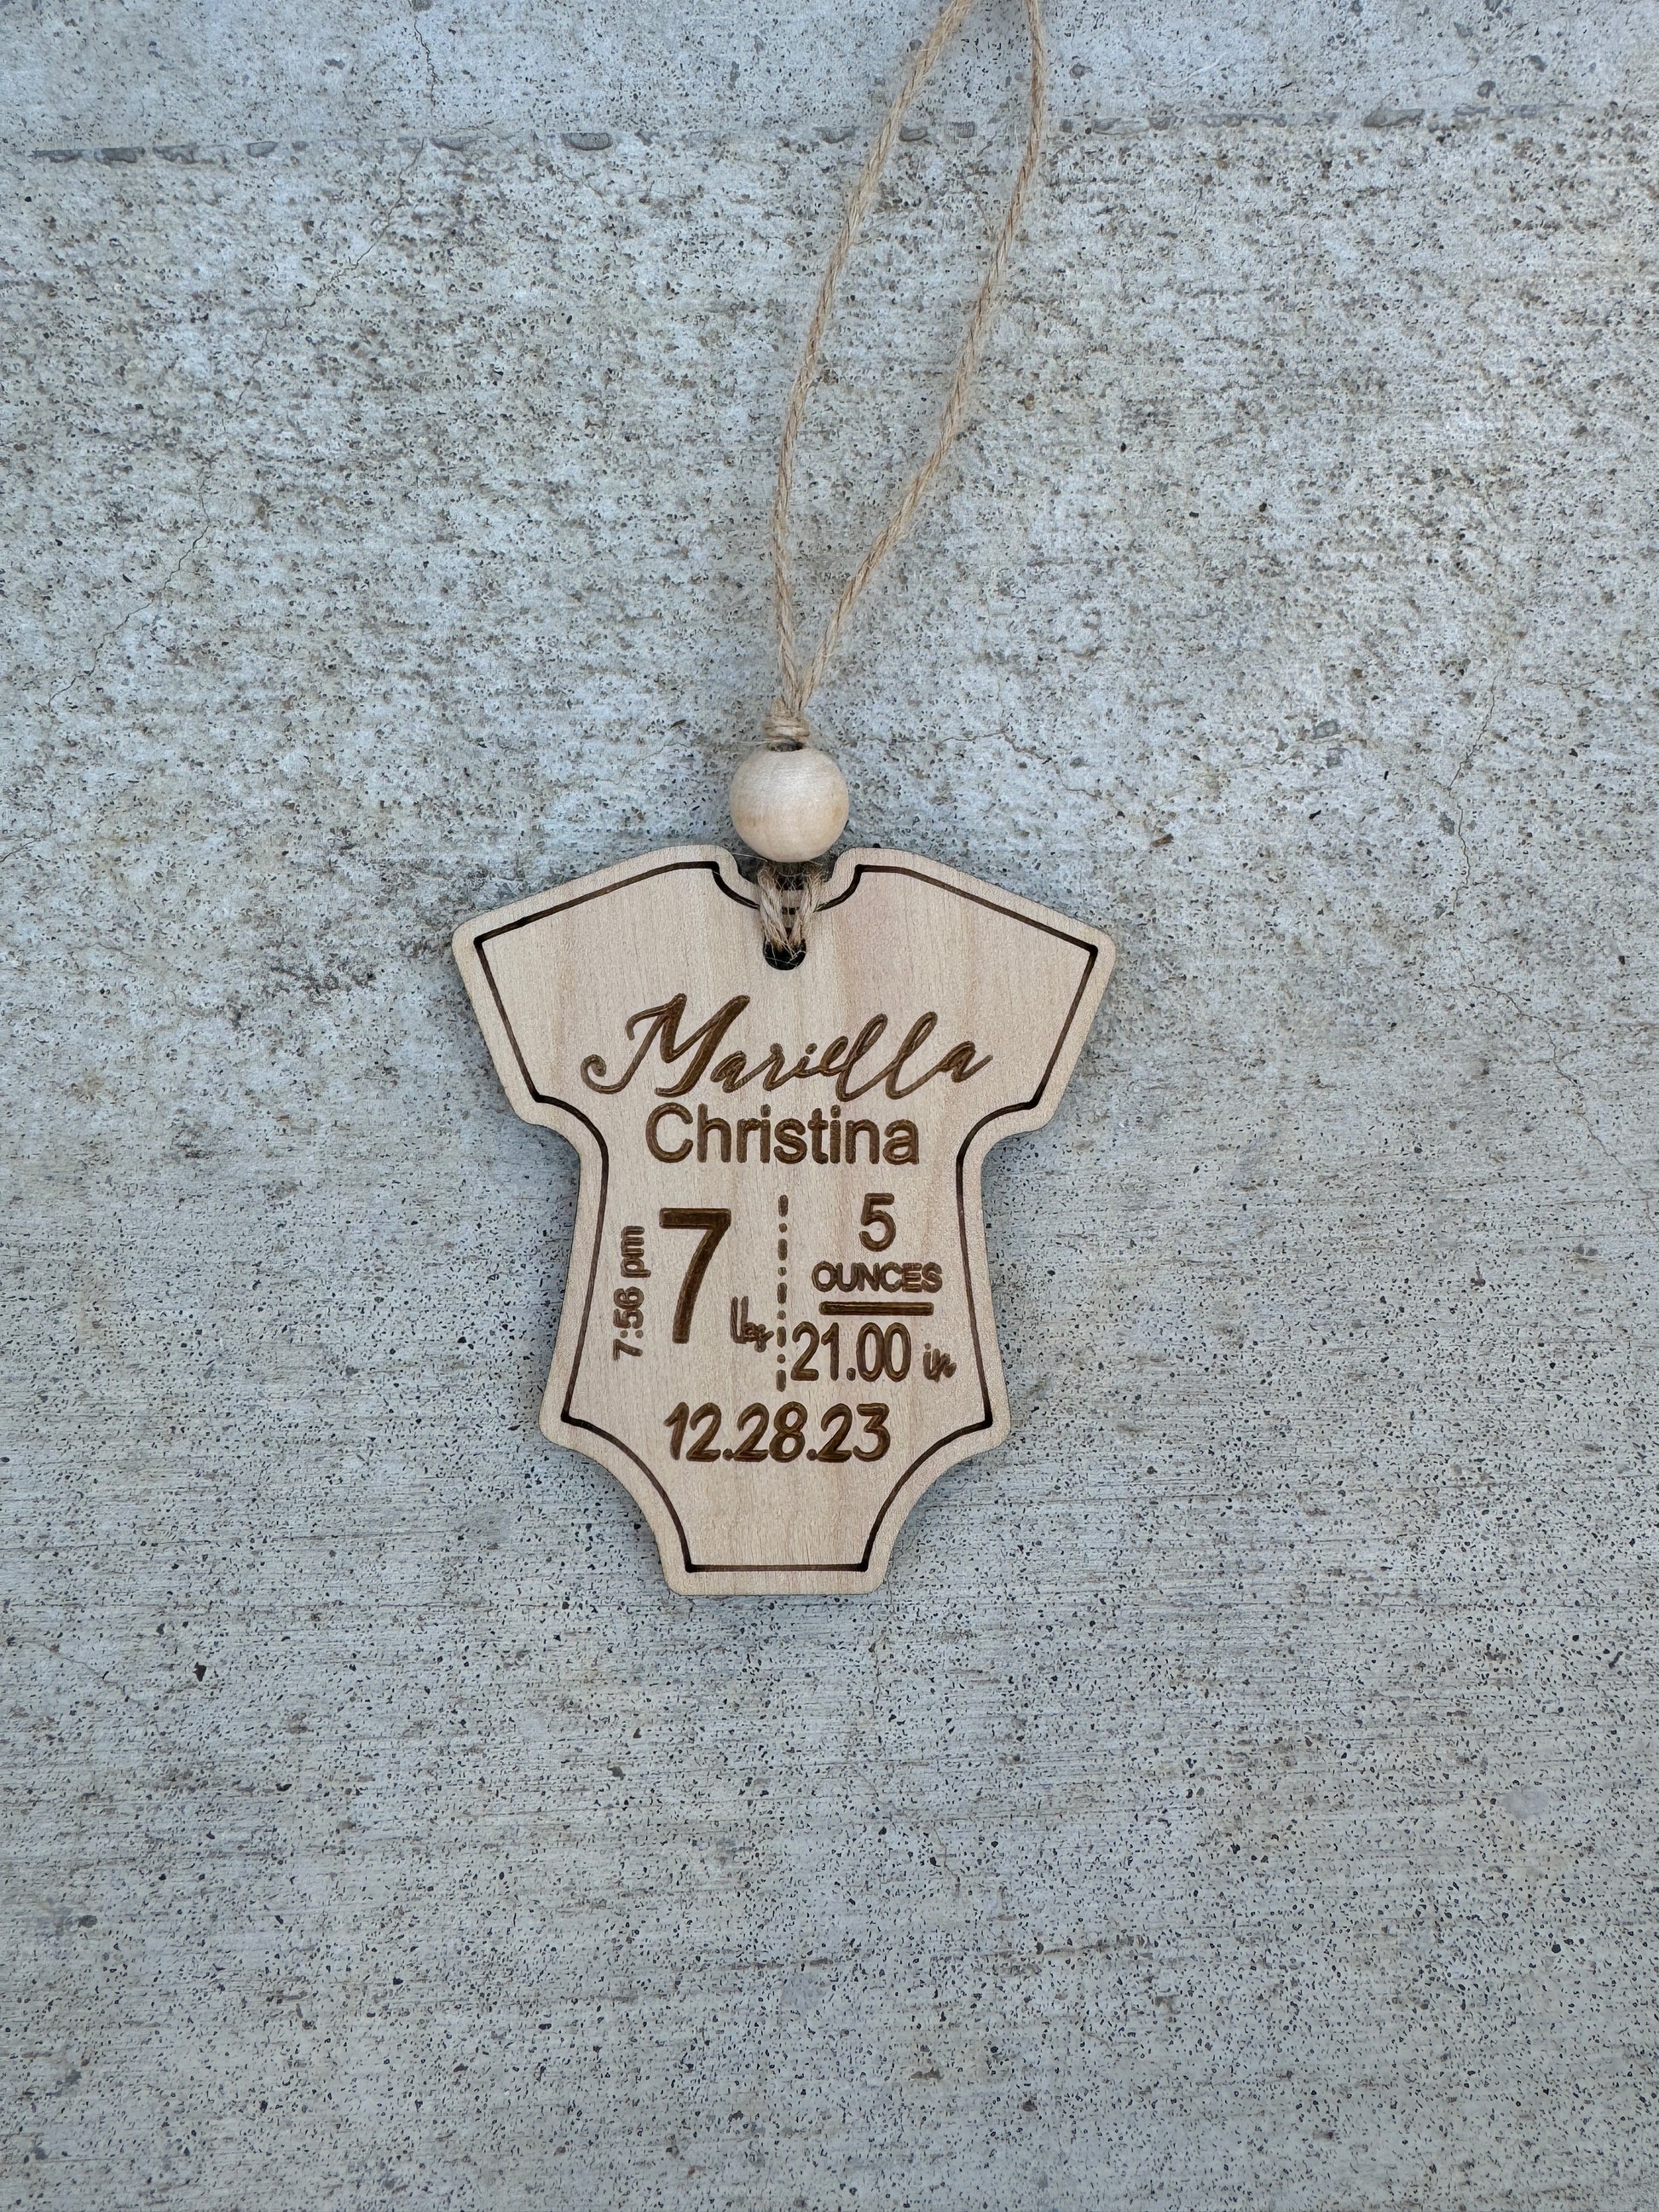 Mariella
Christina
7:56 pm
7 lbs
5
OUNCES
21.00 in
12.28.23